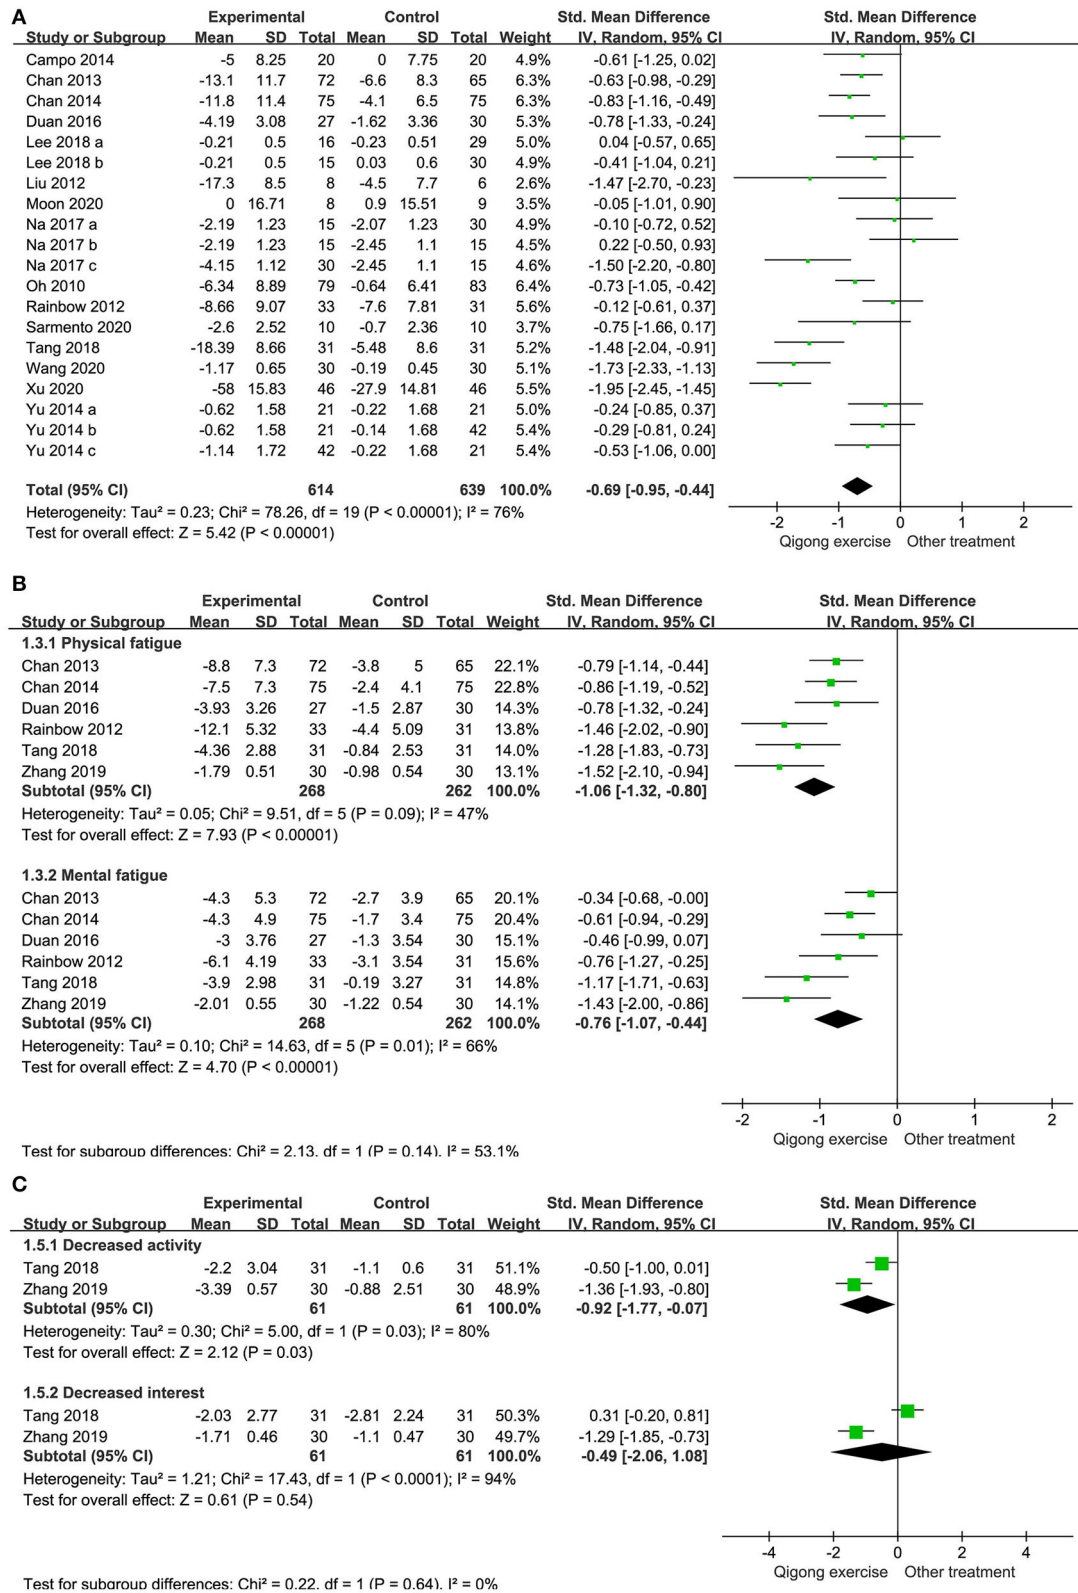 A
Experimental Control Std. Mean Difference Std. Mean Difference
Study or Subgroup Mean SD Total Mean SD Total Weight IV, Random, 95% CI IV, Random, 95% CI
Campo 2014 -5 8.25 20 0 7.75 20 4.9% -0.61 [-1.25, 0.02]
Chan 2013 -13.1 11.7 72 -6.6 8.3 65 6.3% -0.63 [-0.98, -0.29]
Chan 2014 -11.8 11.4 75 -4.1 6.5 75 6.3% -0.83 [-1.16, -0.49]
Duan 2016 -4.19 3.08 27 -1.62 3.36 30 5.3% -0.78 [-1.33, -0.24]
Lee 2018 a -0.21 0.5 16 -0.23 0.51 29 5.0% 0.04 [-0.57, 0.65]
Lee 2018 b -0.21 0.5 15 0.03 0.6 30 4.9% -0.41 [-1.04, 0.21]
Liu 2012 -17.3 8.5 8 -4.5 7.7 6 2.6% -1.47 [-2.70, -0.23]
Moon 2020 0 16.71 8 0.9 15.51 9 3.5% -0.05 [-1.01, 0.90]
Na 2017 a -2.19 1.23 15 -2.07 1.23 30 5.0% -0.10 [-0.72, 0.52]
Na 2017 b -2.19 1.23 15 -2.45 1.1 15 4.5% 0.22 [-0.50, 0.93]
Na 2017 c -4.15 1.12 30 -2.45 1.1 15 4.6% -1.50 [-2.20, -0.80]
Oh 2010 -6.34 8.89 79 -0.64 6.41 83 6.4% -0.73 [-1.05, -0.42]
Rainbow 2012 -8.66 9.07 33 -7.6 7.81 31 5.6% -0.12 [-0.61, 0.37]
Sarmento 2020 -2.6 2.52 10 -0.7 2.36 10 3.7% -0.75 [-1.66, 0.17]
Tang 2018 -18.39 8.66 31 -5.48 8.6 31 5.2% -1.48 [-2.04, -0.91]
Wang 2020 -1.17 0.65 30 -0.19 0.45 30 5.1% -1.73 [-2.33, -1.13]
Xu 2020 -58 15.83 46 -27.9 14.81 46 5.5% -1.95 [-2.45, -1.45]
Yu 2014 a -0.62 1.58 21 -0.22 1.68 21 5.0% -0.24 [-0.85, 0.37]
Yu 2014 b -0.62 1.58 21 -0.14 1.68 42 5.4% -0.29 [-0.81, 0.24]
Yu 2014 c -1.14 1.72 42 -0.22 1.68 21 5.4% -0.53 [-1.06, 0.00]
Total (95% CI) 614 639 100.0% -0.69 [-0.95, -0.44]
Heterogeneity: Tau² = 0.23; Chi² = 78.26, df = 19 (P < 0.00001); I² = 76%
Test for overall effect: Z = 5.42 (P < 0.00001)
-2 -1 0 1 2
Qigong exercise Other treatment
B
Experimental Control Std. Mean Difference Std. Mean Difference
Study or Subgroup Mean SD Total Mean SD Total Weight IV, Random, 95% CI IV, Random, 95% CI
1.3.1 Physical fatigue
Chan 2013 -8.8 7.3 72 -3.8 5 65 22.1% -0.79 [-1.14, -0.44]
Chan 2014 -7.5 7.3 75 -2.4 4.1 75 22.8% -0.86 [-1.19, -0.52]
Duan 2016 -3.93 3.26 27 -1.5 2.87 30 14.3% -0.78 [-1.32, -0.24]
Rainbow 2012 -12.1 5.32 33 -4.4 5.09 31 13.8% -1.46 [-2.02, -0.90]
Tang 2018 -4.36 2.88 31 -0.84 2.53 31 14.0% -1.28 [-1.83, -0.73]
Zhang 2019 -1.79 0.51 30 -0.98 0.54 30 13.1% -1.52 [-2.10, -0.94]
Subtotal (95% CI) 268 262 100.0% -1.06 [-1.32, -0.80]
Heterogeneity: Tau² = 0.05; Chi² = 9.51, df = 5 (P = 0.09); I² = 47%
Test for overall effect: Z = 7.93 (P < 0.00001)
1.3.2 Mental fatigue
Chan 2013 -4.3 5.3 72 -2.7 3.9 65 20.1% -0.34 [-0.68, -0.00]
Chan 2014 -4.3 4.9 75 -1.7 3.4 75 20.4% -0.61 [-0.94, -0.29]
Duan 2016 -3 3.76 27 -1.3 3.54 30 15.1% -0.46 [-0.99, 0.07]
Rainbow 2012 -6.1 4.19 33 -3.1 3.54 31 15.6% -0.76 [-1.27, -0.25]
Tang 2018 -3.9 2.98 31 -0.19 3.27 31 14.8% -1.17 [-1.71, -0.63]
Zhang 2019 -2.01 0.55 30 -1.22 0.54 30 14.1% -1.43 [-2.00, -0.86]
Subtotal (95% CI) 268 262 100.0% -0.76 [-1.07, -0.44]
Heterogeneity: Tau² = 0.10; Chi² = 14.63, df = 5 (P = 0.01); I² = 66%
Test for overall effect: Z = 4.70 (P < 0.00001)
-2 -1 0 1 2
Qigong exercise Other treatment
Test for subgroup differences: Chi² = 2.13. df = 1 (P = 0.14). I² = 53.1%
C
Experimental Control Std. Mean Difference Std. Mean Difference
Study or Subgroup Mean SD Total Mean SD Total Weight IV, Random, 95% CI IV, Random, 95% CI
1.5.1 Decreased activity
Tang 2018 -2.2 3.04 31 -1.1 0.6 31 51.1% -0.50 [-1.00, 0.01]
Zhang 2019 -3.39 0.57 30 -0.88 2.51 30 48.9% -1.36 [-1.93, -0.80]
Subtotal (95% CI) 61 61 100.0% -0.92 [-1.77, -0.07]
Heterogeneity: Tau² = 0.30; Chi² = 5.00, df = 1 (P = 0.03); I² = 80%
Test for overall effect: Z = 2.12 (P = 0.03)
1.5.2 Decreased interest
Tang 2018 -2.03 2.77 31 -2.81 2.24 31 50.3% 0.31 [-0.20, 0.81]
Zhang 2019 -1.71 0.46 30 -1.1 0.47 30 49.7% -1.29 [-1.85, -0.73]
Subtotal (95% CI) 61 61 100.0% -0.49 [-2.06, 1.08]
Heterogeneity: Tau² = 1.21; Chi² = 17.43, df = 1 (P < 0.0001); I² = 94%
Test for overall effect: Z = 0.61 (P = 0.54)
-4 -2 0 2 4
Qigong exercise Other treatment
Test for subgroup differences: Chi² = 0.22. df = 1 (P = 0.64). I² = 0%